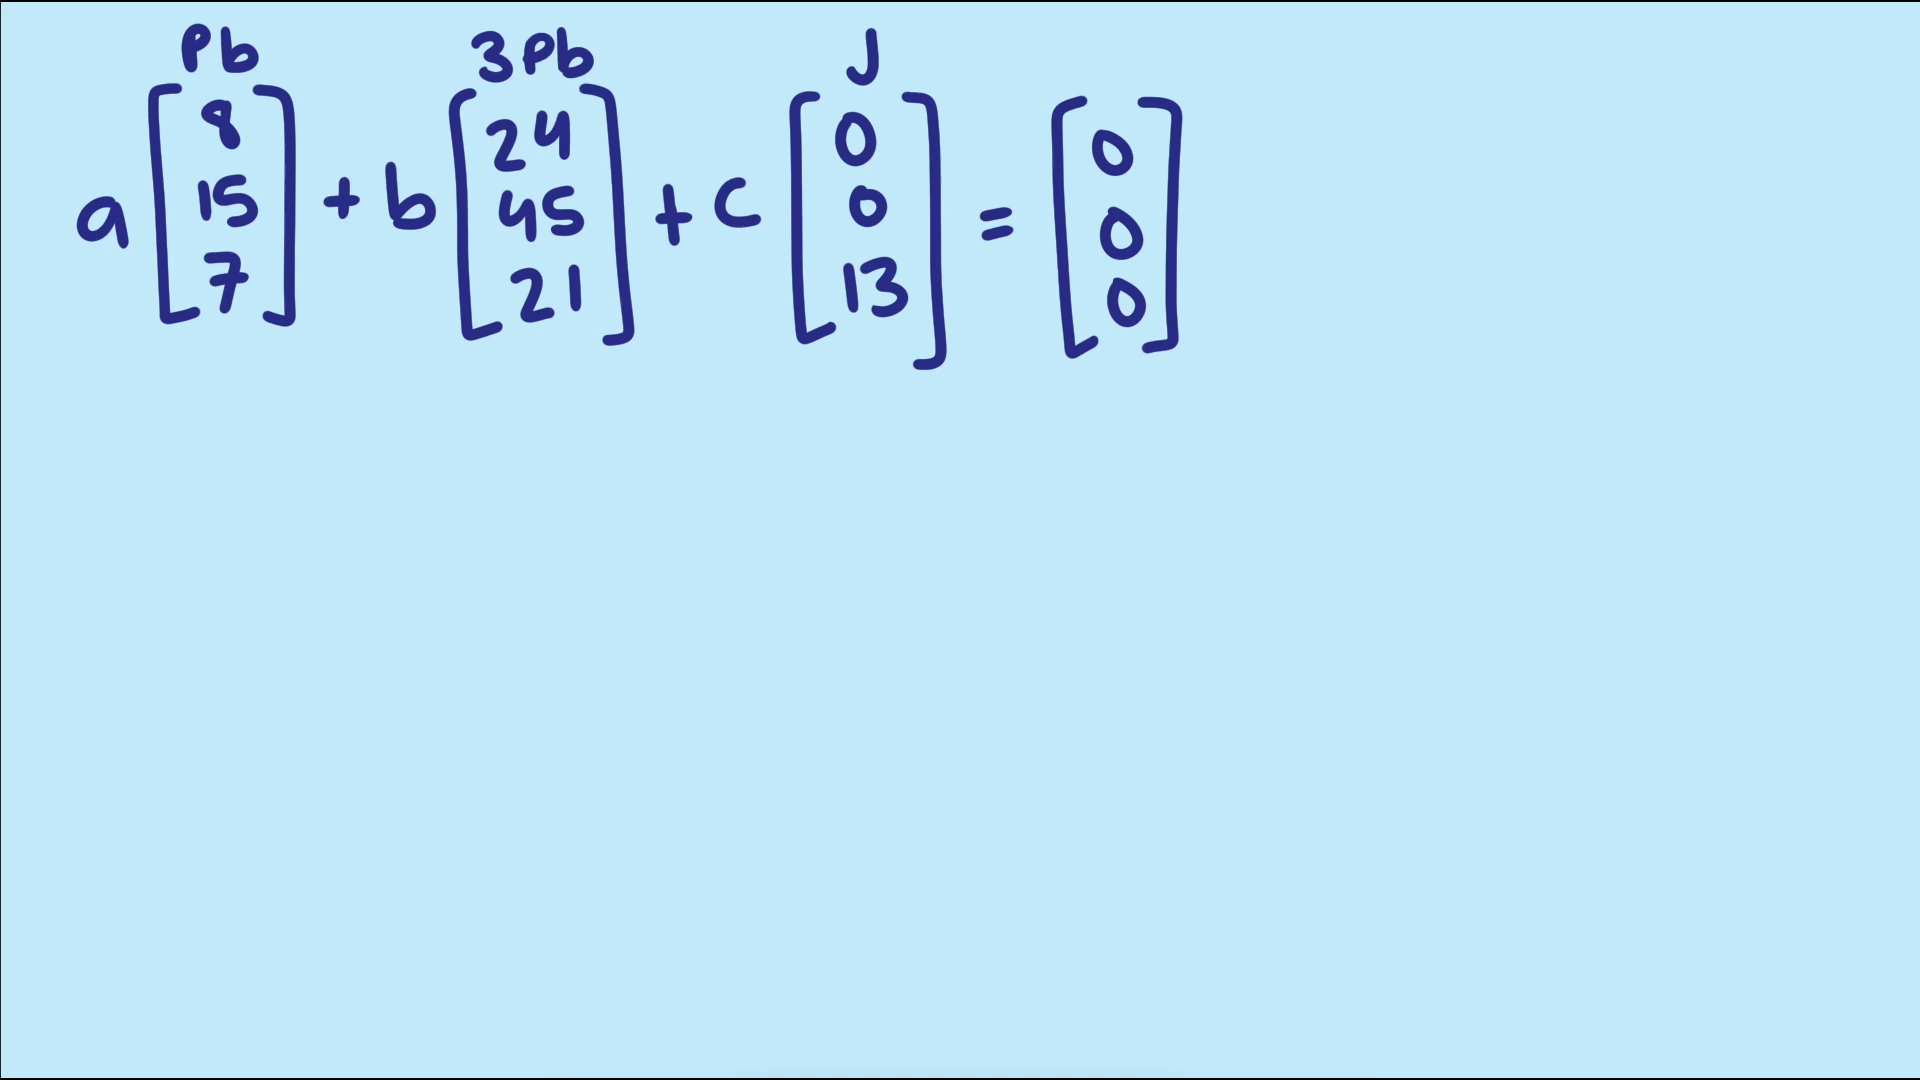 Pb 3Pb J
a [8 15 7] + b [24 45 21] + c [0 0 13] = [0 0 0]